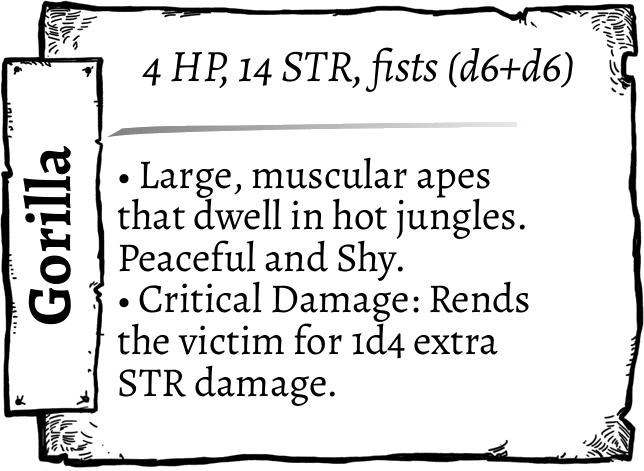 Gorilla
4 HP, 14 STR, fists (d6+d6)
• Large, muscular apes
that dwell in hot jungles.
Peaceful and Shy.
• Critical Damage: Rends
the victim for 1d4 extra
STR damage.